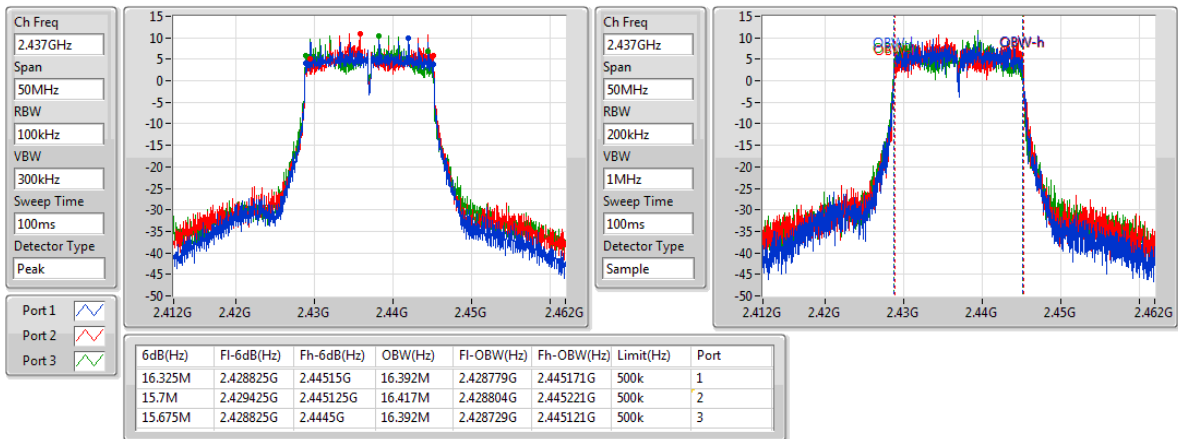 Ch Freq
2.437GHz
Span
50MHz
RBW
100kHz
VBW
300kHz
Sweep Time
100ms
Detector Type
Peak
Port 1
Port 2
Port 3
15
10
5
0
-5
-10
-15
-20
-25
-30
-35
-40
-45
-50
2.412G 2.42G 2.43G 2.44G 2.45G 2.462G
Ch Freq
2.437GHz
Span
50MHz
RBW
200kHz
VBW
1MHz
Sweep Time
100ms
Detector Type
Sample
15
10
5
0
-5
-10
-15
-20
-25
-30
-35
-40
-45
-50
OBW-h
2.412G 2.42G 2.43G 2.44G 2.45G 2.462G
6dB(Hz) Fl-6dB(Hz) Fh-6dB(Hz) OBW(Hz) Fl-OBW(Hz) Fh-OBW(Hz) Limit(Hz) Port
16.325M 2.428825G 2.44515G 16.392M 2.428779G 2.445171G 500k 1
15.7M 2.429425G 2.445125G 16.417M 2.428804G 2.445221G 500k 2
15.675M 2.428825G 2.4445G 16.392M 2.428729G 2.445121G 500k 3